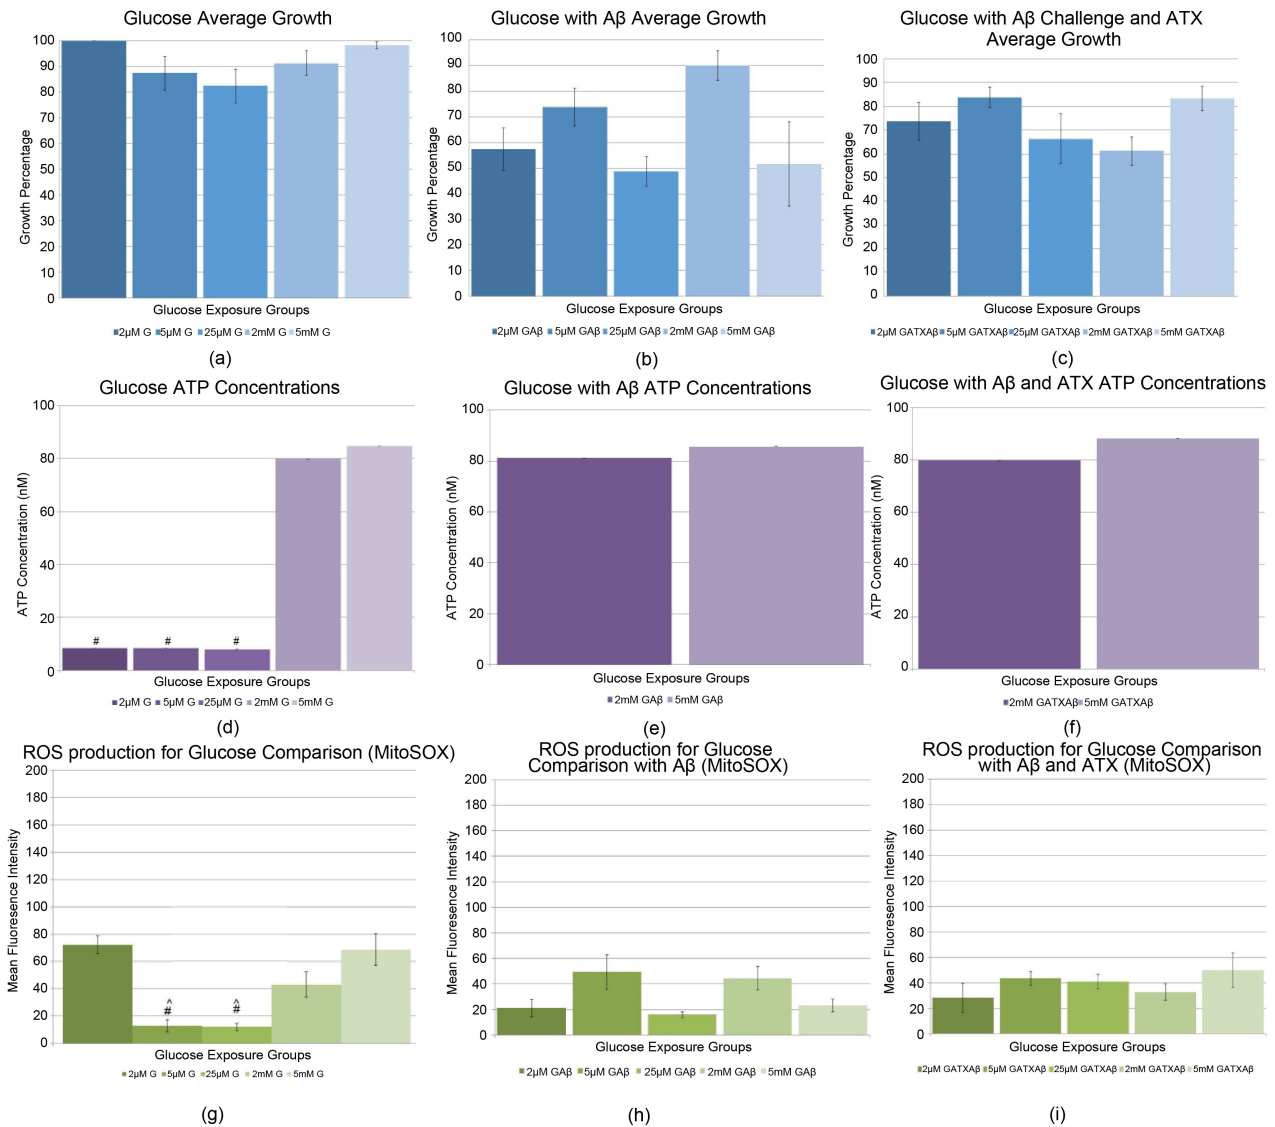 Glucose Average Growth
100
90
80
70
60
50
40
30
20
10
0
Growth Percentage
Glucose Exposure Groups
2µM G 5µM G 25µM G 2mM G 5mM G
(a)
Glucose with Aβ Average Growth
100
90
80
70
60
50
40
30
20
10
0
Growth Percentage
Glucose Exposure Groups
2µM GAβ 5µM GAβ 25µM GAβ 2mM GAβ 5mM GAβ
(b)
Glucose with Aβ Challenge and ATX
Average Growth
100
90
80
70
60
50
40
30
20
10
0
Growth Percentage
Glucose Exposure Groups
2µM GATXAβ 5µM GATXAβ 25µM GATXAβ 2mM GATXAβ 5mM GATXAβ
(c)
Glucose ATP Concentrations
100
80
60
40
20
0
ATP Concentration (nM)
# # #
Glucose Exposure Groups
2µM G 5µM G 25µM G 2mM G 5mM G
(d)
Glucose with Aβ ATP Concentrations
100
80
60
40
20
0
ATP Concentration (nM)
Glucose Exposure Groups
2mM GAβ 5mM GAβ
(e)
Glucose with Aβ and ATX ATP Concentrations
100
80
60
40
20
0
ATP Concentration (nM)
Glucose Exposure Groups
2mM GATXAβ 5mM GATXAβ
(f)
ROS production for Glucose Comparison (MitoSOX)
200
180
160
140
120
100
80
60
40
20
0
Mean Fluoresence Intensity
^ ^
# #
Glucose Exposure Groups
2µM G 5µM G 25µM G 2mM G 5mM G
(g)
ROS production for Glucose
Comparison with Aβ (MitoSOX)
200
180
160
140
120
100
80
60
40
20
0
Mean Fluoresence Intensity
Glucose Exposure Groups
2µM GAβ 5µM GAβ 25µM GAβ 2mM GAβ 5mM GAβ
(h)
ROS production for Glucose Comparison
with Aβ and ATX (MitoSOX)
200
180
160
140
120
100
80
60
40
20
0
Mean Fluoresence Intensity
Glucose Exposure Groups
2µM GATXAβ 5µM GATXAβ 25µM GATXAβ 2mM GATXAβ 5mM GATXAβ
(i)